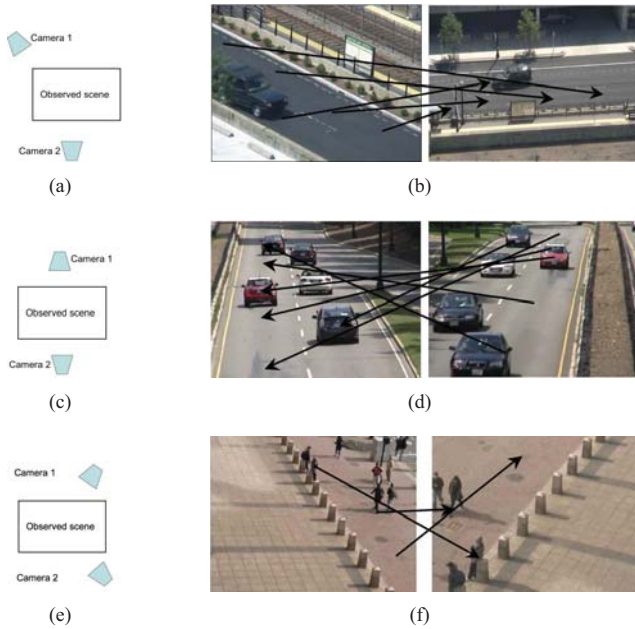 Camera 1
Observed scene
Camera 2
(a)
(b)
Camera 1
Observed scene
Camera 2
(c)
(d)
Camera 1
Observed scene
Camera 2
(e)
(f)